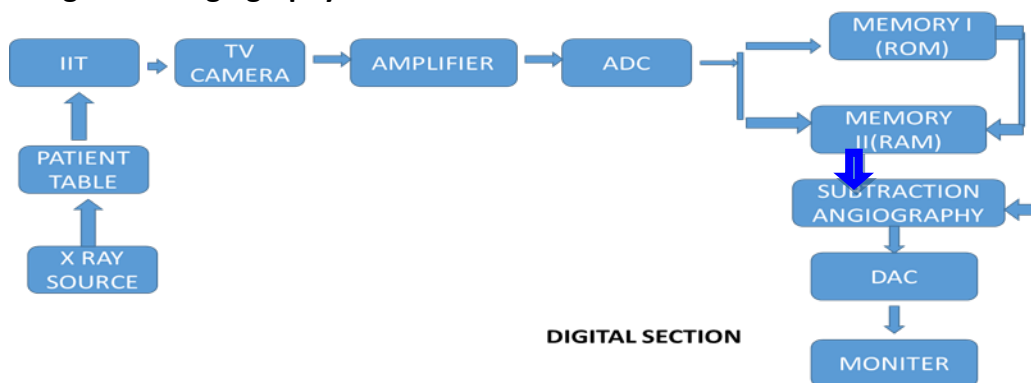 IIT
TV
CAMERA
AMPLIFIER
ADC
MEMORY I
(ROM)
MEMORY
II(RAM)
PATIENT
TABLE
SUBTRACTION
ANGIOGRAPHY
X RAY
SOURCE
DAC
DIGITAL SECTION
MONITER